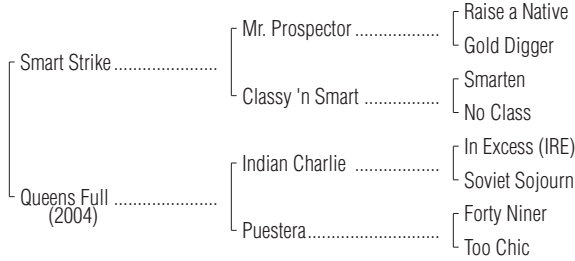 Raise a Native
Mr. Prospector ..................
Gold Digger
Smart Strike ......................
Smarten
Classy 'n Smart ................
No Class
In Excess (IRE)
Indian Charlie ..................
Soviet Sojourn
Queens Full ......................
(2004)
Forty Niner
Puestera............................
Too Chic